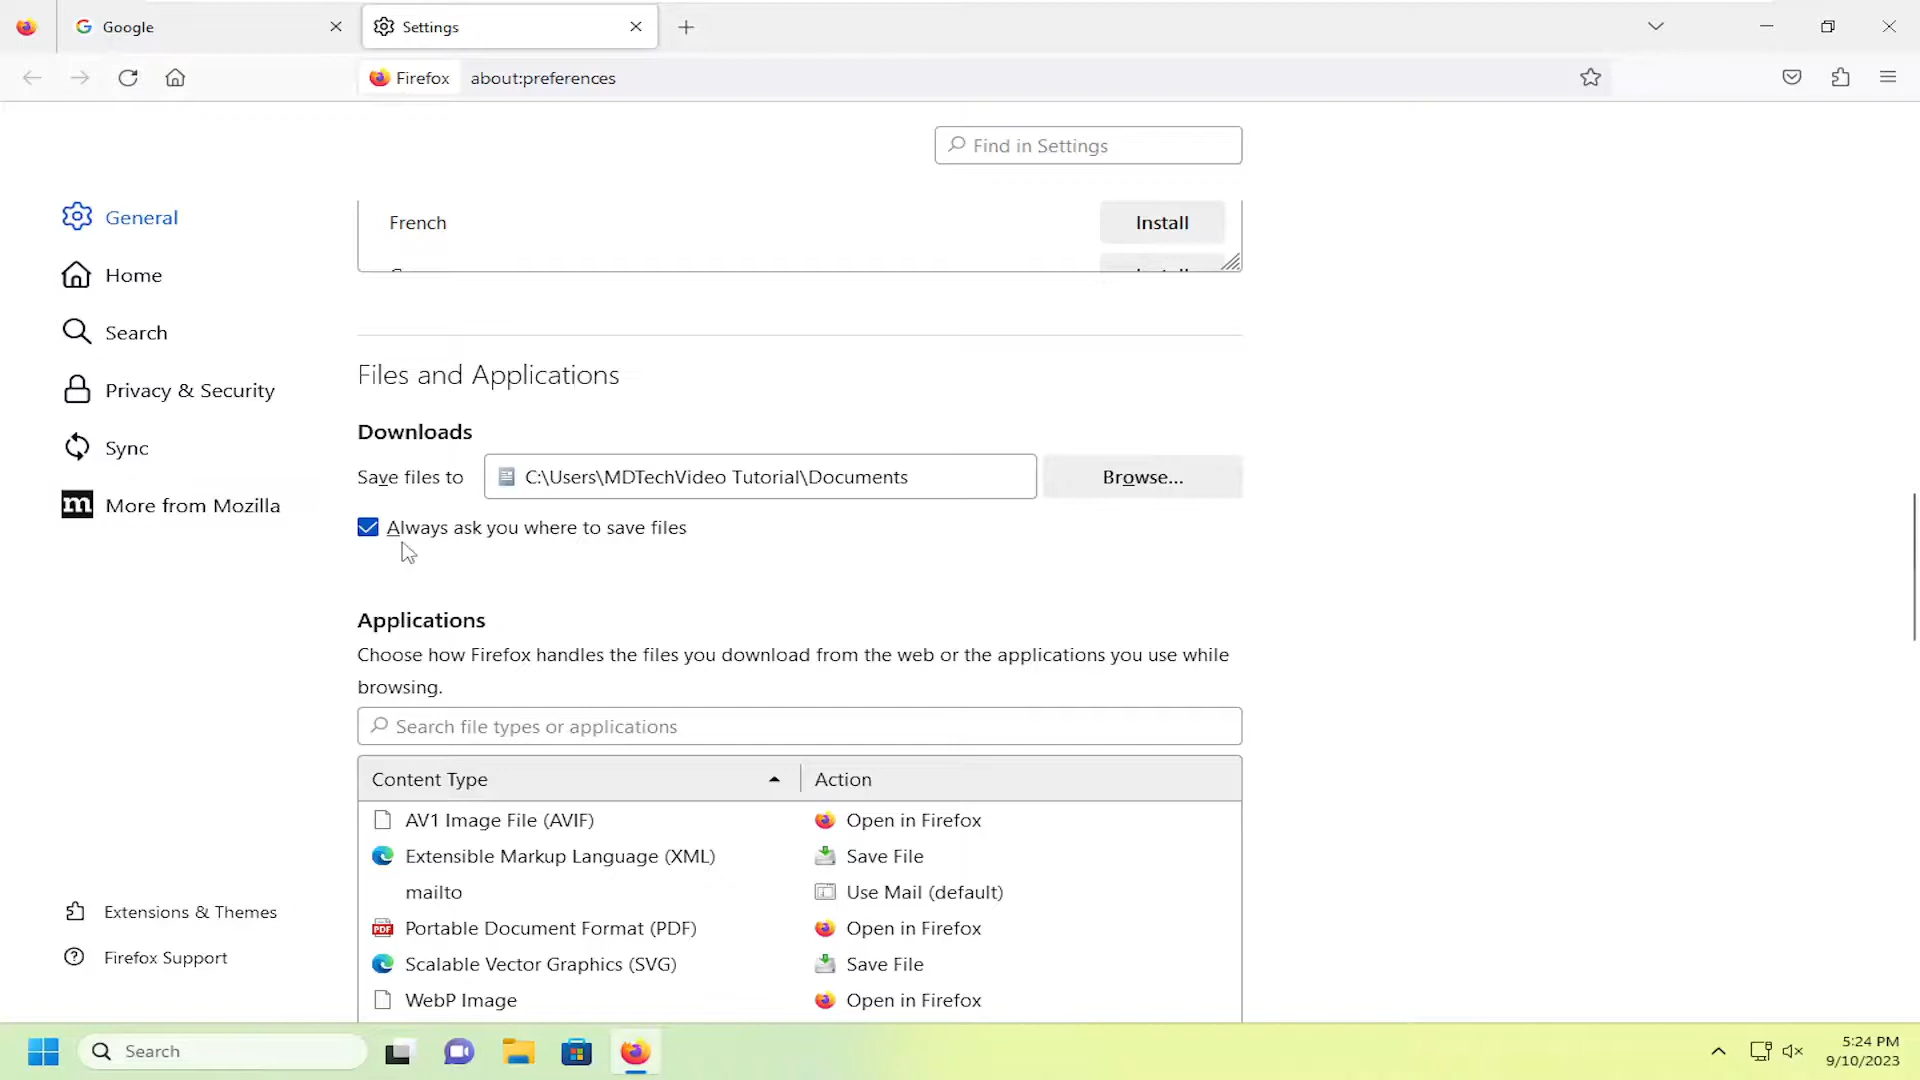 Google
Settings
Firefox
about:preferences
Find in Settings
General
Home
Search
Privacy & Security
Sync
More from Mozilla
Extensions & Themes
Firefox Support
French
Install
Files and Applications
Downloads
Save files to
C:\Users\MDTechVideo Tutorial\Documents
Browse...
Always ask you where to save files
Applications
Choose how Firefox handles the files you download from the web or the applications you use while
browsing.
Search file types or applications
Content Type
Action
AV1 Image File (AVIF)
Open in Firefox
Extensible Markup Language (XML)
Save File
mailto
Use Mail (default)
Portable Document Format (PDF)
Open in Firefox
Scalable Vector Graphics (SVG)
Save File
WebP Image
Open in Firefox
Search
5:24 PM
9/10/2023